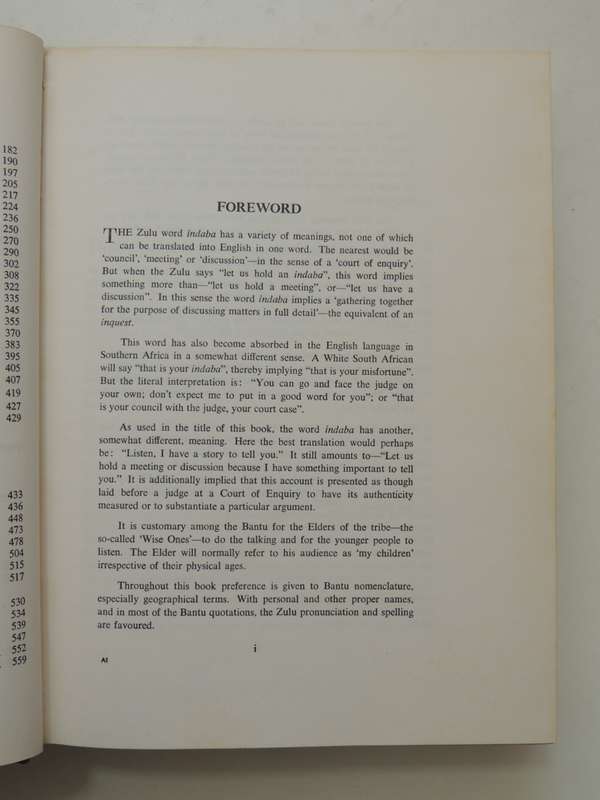 182
190
197
205
217
224
236
250
270
290
302
308
322
335
345
355
370
383
395
405
407
419
427
429
433
436
448
473
478
504
515
517
530
534
539
547
552
559
FOREWORD
THE Zulu word indaba has a variety of meanings, not one of which
can be translated into English in one word. The nearest would be
‘council’, ‘meeting’ or ‘discussion’—in the sense of a ‘court of enquiry’.
But when the Zulu says “let us hold an indaba”, this word implies
something more than—“let us hold a meeting”, or—“let us have a
discussion”. In this sense the word indaba implies a ‘gathering together
for the purpose of discussing matters in full detail’—the equivalent of an
inquest.
This word has also become absorbed in the English language in
Southern Africa in a somewhat different sense. A White South African
will say “that is your indaba”, thereby implying “that is your misfortune”.
But the literal interpretation is: “You can go and face the judge on
your own; don’t expect me to put in a good word for you”; or “that
is your council with the judge, your court case”.
As used in the title of this book, the word indaba has another,
somewhat different, meaning. Here the best translation would perhaps
be: “Listen, I have a story to tell you.” It still amounts to—“Let us
hold a meeting or discussion because I have something important to tell
you.” It is additionally implied that this account is presented as though
laid before a judge at a Court of Enquiry to have its authenticity
measured or to substantiate a particular argument.
It is customary among the Bantu for the Elders of the tribe—the
so-called ‘Wise Ones’—to do the talking and for the younger people to
listen. The Elder will normally refer to his audience as ‘my children’
irrespective of their physical ages.
Throughout this book preference is given to Bantu nomenclature,
especially geographical terms. With personal and other proper names,
and in most of the Bantu quotations, the Zulu pronunciation and spelling
are favoured.
i
AI